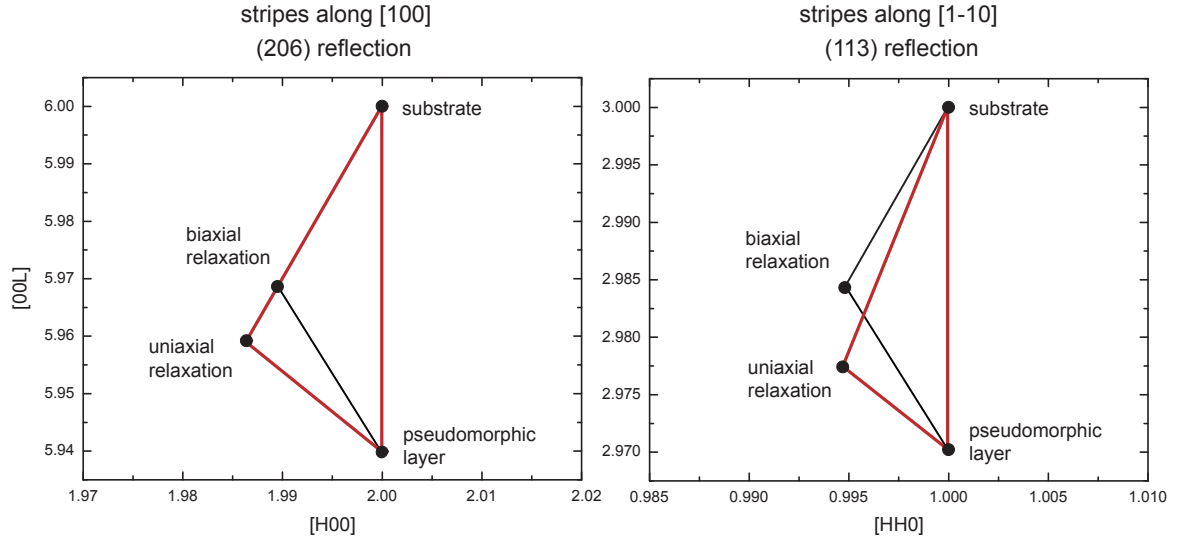 stripes along [100]
(206) reflection
6.00
5.99
5.98
5.97
5.96
5.95
5.94
[00L]
substrate
biaxial
relaxation
uniaxial
relaxation
pseudomorphic
layer
1.97
1.98
1.99
2.00
2.01
2.02
[H00]
stripes along [1-10]
(113) reflection
3.000
2.995
2.990
2.985
2.980
2.975
2.970
substrate
biaxial
relaxation
uniaxial
relaxation
pseudomorphic
layer
0.985
0.990
0.995
1.000
1.005
1.010
[HH0]